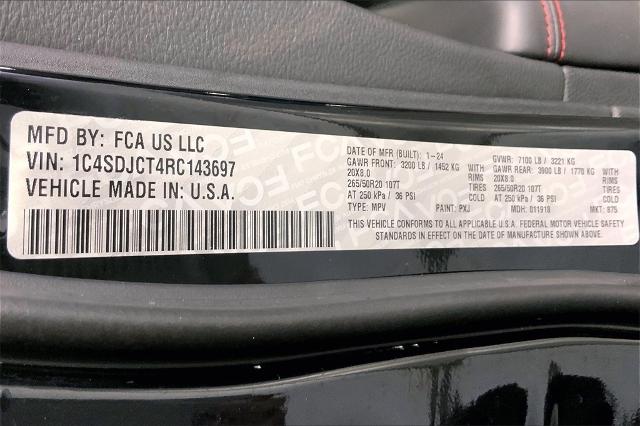 MFD BY: FCA US LLC
VIN: 1C4SDJCT4RC143697
VEHICLE MADE IN: U.S.A.
DATE OF MFR (BUILT): 1-24 GVWR: 7100 LB / 3221 KG
GAWR FRONT: 3200 LB / 1452 KG WITH GAWR REAR: 3900 LB / 1770 KG WITH
20X8.0 RIMS 20X8.0 RIMS
265/50R20 107T TIRES 265/50R20 107T TIRES
AT 250 kPa / 36 PSI COLD AT 250 kPa / 36 PSI COLD
TYPE: MPV PAINT: PXJ MDH: 011918 MKT: 875
THIS VEHICLE CONFORMS TO ALL APPLICABLE U.S.A. FEDERAL MOTOR VEHICLE SAFETY
STANDARDS IN EFFECT ON THE DATE OF MANUFACTURE SHOWN ABOVE.